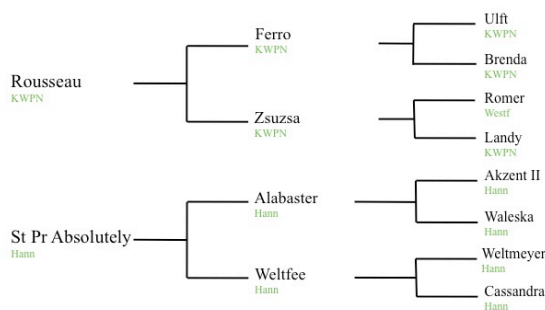 Rousseau
KWPN
Ferro
KWPN
Ulft
KWPN
Brenda
KWPN
Zsuzsa
KWPN
Romer
Westf
Landy
KWPN
St Pr Absolutely
Hann
Alabaster
Hann
Akzent II
Hann
Waleska
Hann
Weltfee
Hann
Weltmeyer
Hann
Cassandra
Hann